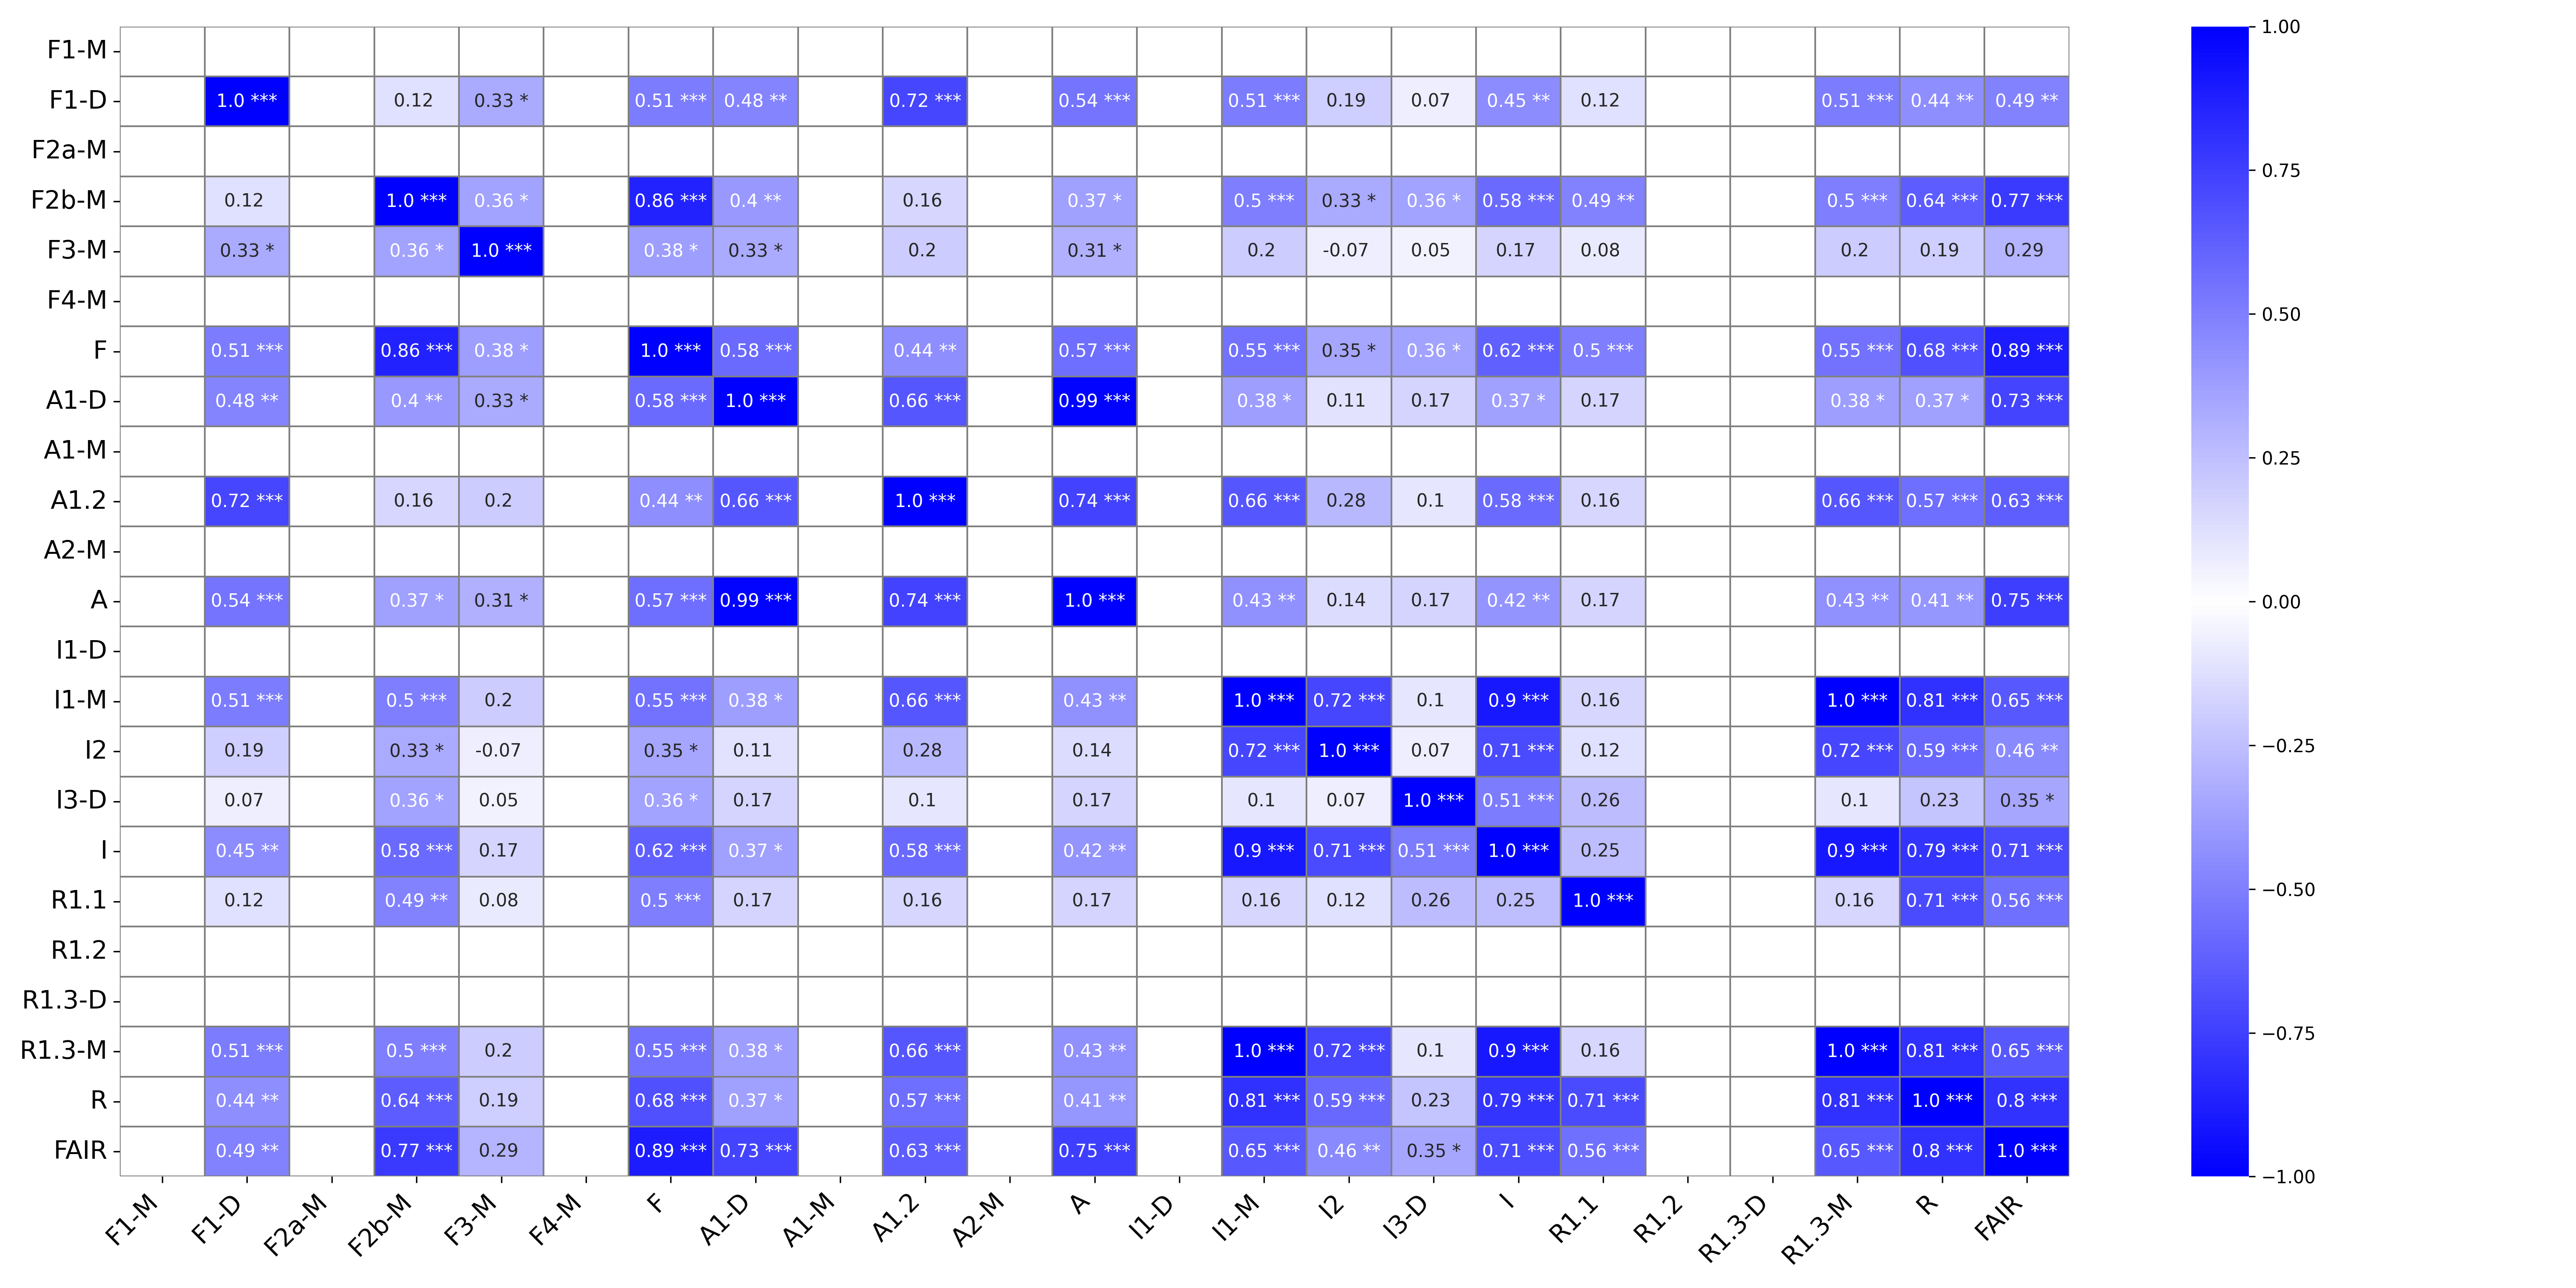 F1-M
F1-D 1.0 *** 0.12 0.33 * 0.51 *** 0.48 ** 0.72 *** 0.54 *** 0.51 *** 0.19 0.07 0.45 ** 0.12 0.51 *** 0.44 ** 0.49 **
F2a-M
F2b-M 0.12 1.0 *** 0.36 * 0.86 *** 0.4 ** 0.16 0.37 * 0.5 *** 0.33 * 0.36 * 0.58 *** 0.49 ** 0.5 *** 0.64 *** 0.77 ***
F3-M 0.33 * 0.36 * 1.0 *** 0.38 * 0.33 * 0.2 0.31 * 0.2 -0.07 0.05 0.17 0.08 0.2 0.19 0.29
F4-M
F 0.51 *** 0.86 *** 0.38 * 1.0 *** 0.58 *** 0.44 ** 0.57 *** 0.55 *** 0.35 * 0.36 * 0.62 *** 0.5 *** 0.55 *** 0.68 *** 0.89 ***
A1-D 0.48 ** 0.4 ** 0.33 * 0.58 *** 1.0 *** 0.66 *** 0.99 *** 0.38 * 0.11 0.17 0.37 * 0.17 0.38 * 0.37 * 0.73 ***
A1-M
A1.2 0.72 *** 0.16 0.2 0.44 ** 0.66 *** 1.0 *** 0.74 *** 0.66 *** 0.28 0.1 0.58 *** 0.16 0.66 *** 0.57 *** 0.63 ***
A2-M
A 0.54 *** 0.37 * 0.31 * 0.57 *** 0.99 *** 0.74 *** 1.0 *** 0.43 ** 0.14 0.17 0.42 ** 0.17 0.43 ** 0.41 ** 0.75 ***
I1-D
I1-M 0.51 *** 0.5 *** 0.2 0.55 *** 0.38 * 0.66 *** 0.43 ** 1.0 *** 0.72 *** 0.1 0.9 *** 0.16 1.0 *** 0.81 *** 0.65 ***
I2 0.19 0.33 * -0.07 0.35 * 0.11 0.28 0.14 0.72 *** 1.0 *** 0.07 0.71 *** 0.12 0.72 *** 0.59 *** 0.46 **
I3-D 0.07 0.36 * 0.05 0.36 * 0.17 0.1 0.17 0.1 0.07 1.0 *** 0.51 *** 0.26 0.1 0.23 0.35 *
I 0.45 ** 0.58 *** 0.17 0.62 *** 0.37 * 0.58 *** 0.42 ** 0.9 *** 0.71 *** 0.51 *** 1.0 *** 0.25 0.9 *** 0.79 *** 0.71 ***
R1.1 0.12 0.49 ** 0.08 0.5 *** 0.17 0.16 0.17 0.16 0.12 0.26 0.25 1.0 *** 0.16 0.71 *** 0.56 ***
R1.2
R1.3-D
R1.3-M 0.51 *** 0.5 *** 0.2 0.55 *** 0.38 * 0.66 *** 0.43 ** 1.0 *** 0.72 *** 0.1 0.9 *** 0.16 1.0 *** 0.81 *** 0.65 ***
R 0.44 ** 0.64 *** 0.19 0.68 *** 0.37 * 0.57 *** 0.41 ** 0.81 *** 0.59 *** 0.23 0.79 *** 0.71 *** 0.81 *** 1.0 *** 0.8 ***
FAIR 0.49 ** 0.77 *** 0.29 0.89 *** 0.73 *** 0.63 *** 0.75 *** 0.65 *** 0.46 ** 0.35 * 0.71 *** 0.56 *** 0.65 *** 0.8 *** 1.0 ***
F1-M F1-D F2a-M F2b-M F3-M F4-M F A1-D A1-M A1.2 A2-M A I1-D I1-M I2 I3-D I R1.1 R1.2 R1.3-D R1.3-M R FAIR
1.00
0.75
0.50
0.25
0.00
−0.25
−0.50
−0.75
−1.00